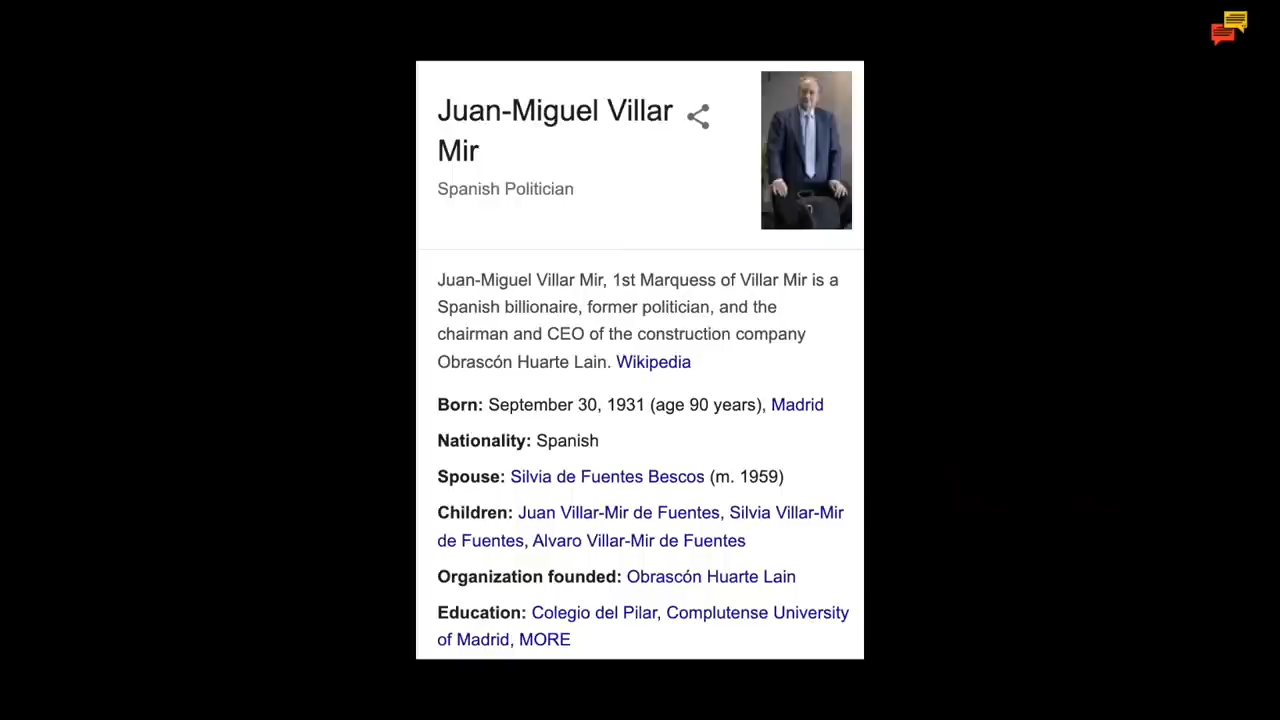 Juan-Miguel Villar
Mir
Spanish Politician
Juan-Miguel Villar Mir, 1st Marquess of Villar Mir is a
Spanish billionaire, former politician, and the
chairman and CEO of the construction company
Obrascón Huarte Lain. Wikipedia
Born: September 30, 1931 (age 90 years), Madrid
Nationality: Spanish
Spouse: Silvia de Fuentes Bescos (m. 1959)
Children: Juan Villar-Mir de Fuentes, Silvia Villar-Mir
de Fuentes, Alvaro Villar-Mir de Fuentes
Organization founded: Obrascón Huarte Lain
Education: Colegio del Pilar, Complutense University
of Madrid, MORE